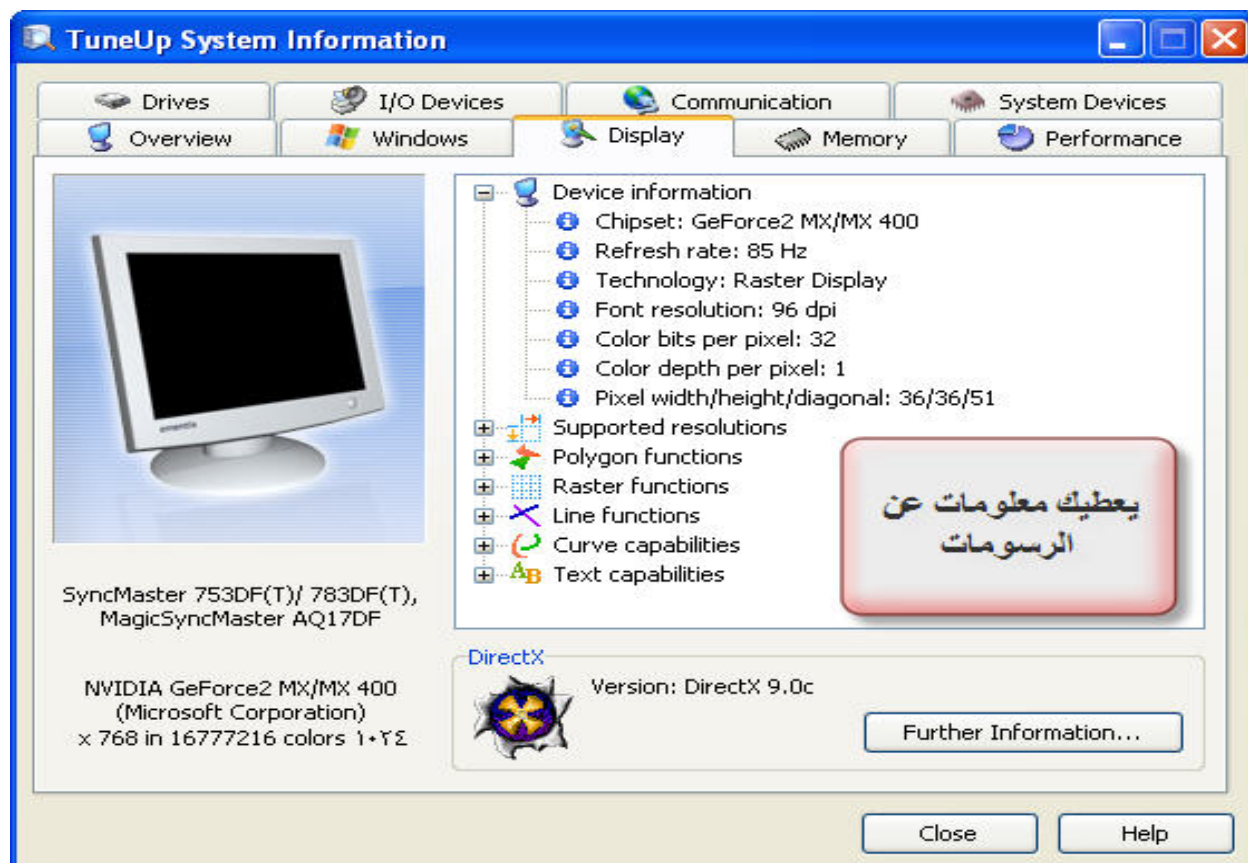 TuneUp System Information
Drives
I/O Devices
Communication
System Devices
Overview
Windows
Display
Memory
Performance
Device information
Chipset: GeForce2 MX/MX 400
Refresh rate: 85 Hz
Technology: Raster Display
Font resolution: 96 dpi
Color bits per pixel: 32
Color depth per pixel: 1
Pixel width/height/diagonal: 36/36/51
Supported resolutions
Polygon functions
Raster functions
Line functions
Curve capabilities
Text capabilities
يعطيك معلومات عن
الرسومات
SyncMaster 753DF(T)/ 783DF(T),
MagicSyncMaster AQ17DF
NVIDIA GeForce2 MX/MX 400
(Microsoft Corporation)
x 768 in 16777216 colors ١٠٢٤
DirectX
Version: DirectX 9.0c
Further Information...
Close
Help